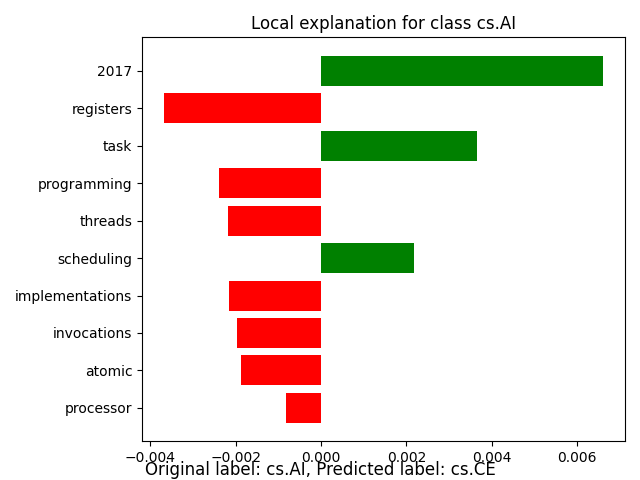 Local explanation for class cs.AI
2017
registers
task
programming
threads
scheduling
implementations
invocations
atomic
processor
−0.004 −0.002 0.000 0.002 0.004 0.006
Original label: cs.AI, Predicted label: cs.CE